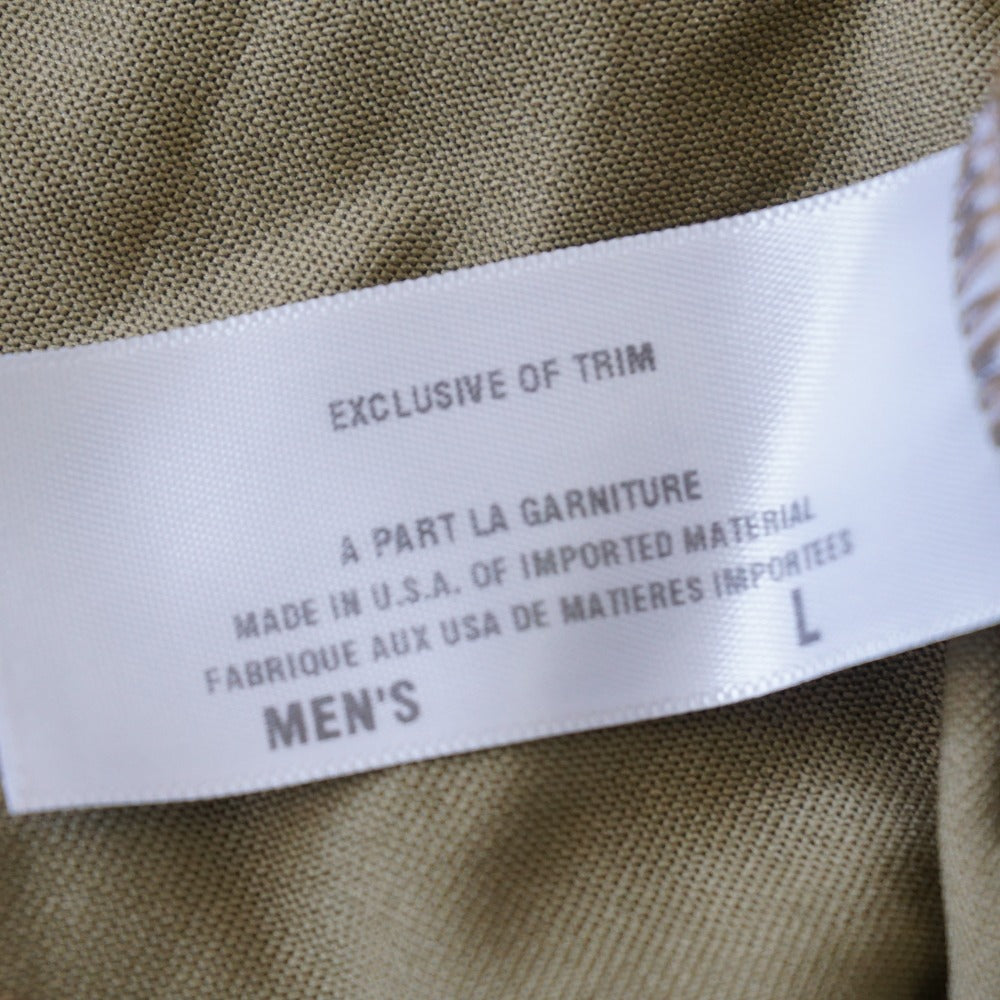 EXCLUSIVE OF TRIM
A PART LA GARNITURE
MADE IN U.S.A. OF IMPORTED MATERIAL
FABRIQUE AUX USA DE MATIERES IMPORTEES
MEN'S L